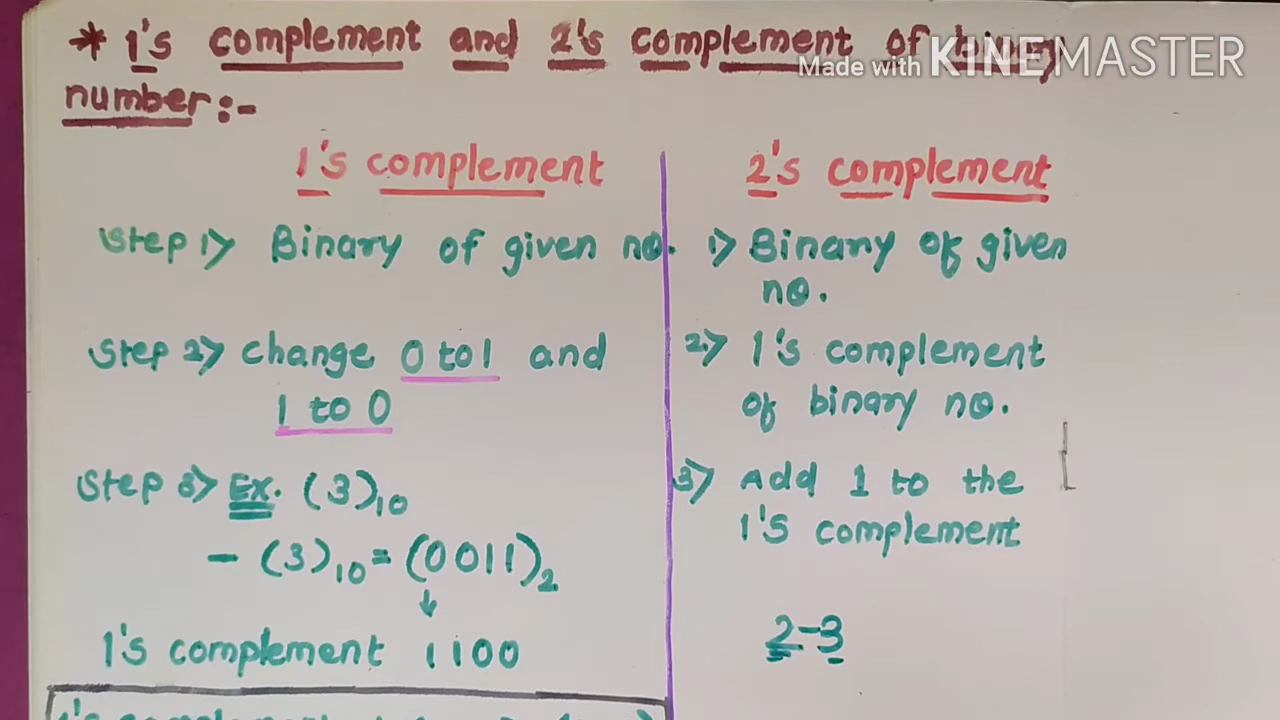 * 1's complement and 2's complement of binary
Made with KINEMASTER
number:-
1's complement
Step 1> Binary of given no.
Step 2> change 0 to 1 and
1 to 0
Step 3> Ex. (3)10
- (3)10 = (0011)2
↓
1's complement 1100
2's complement
1> Binary of given
no.
2.> 1's complement
of binary no.
3> Add 1 to the
1's complement
2-3
1's complement